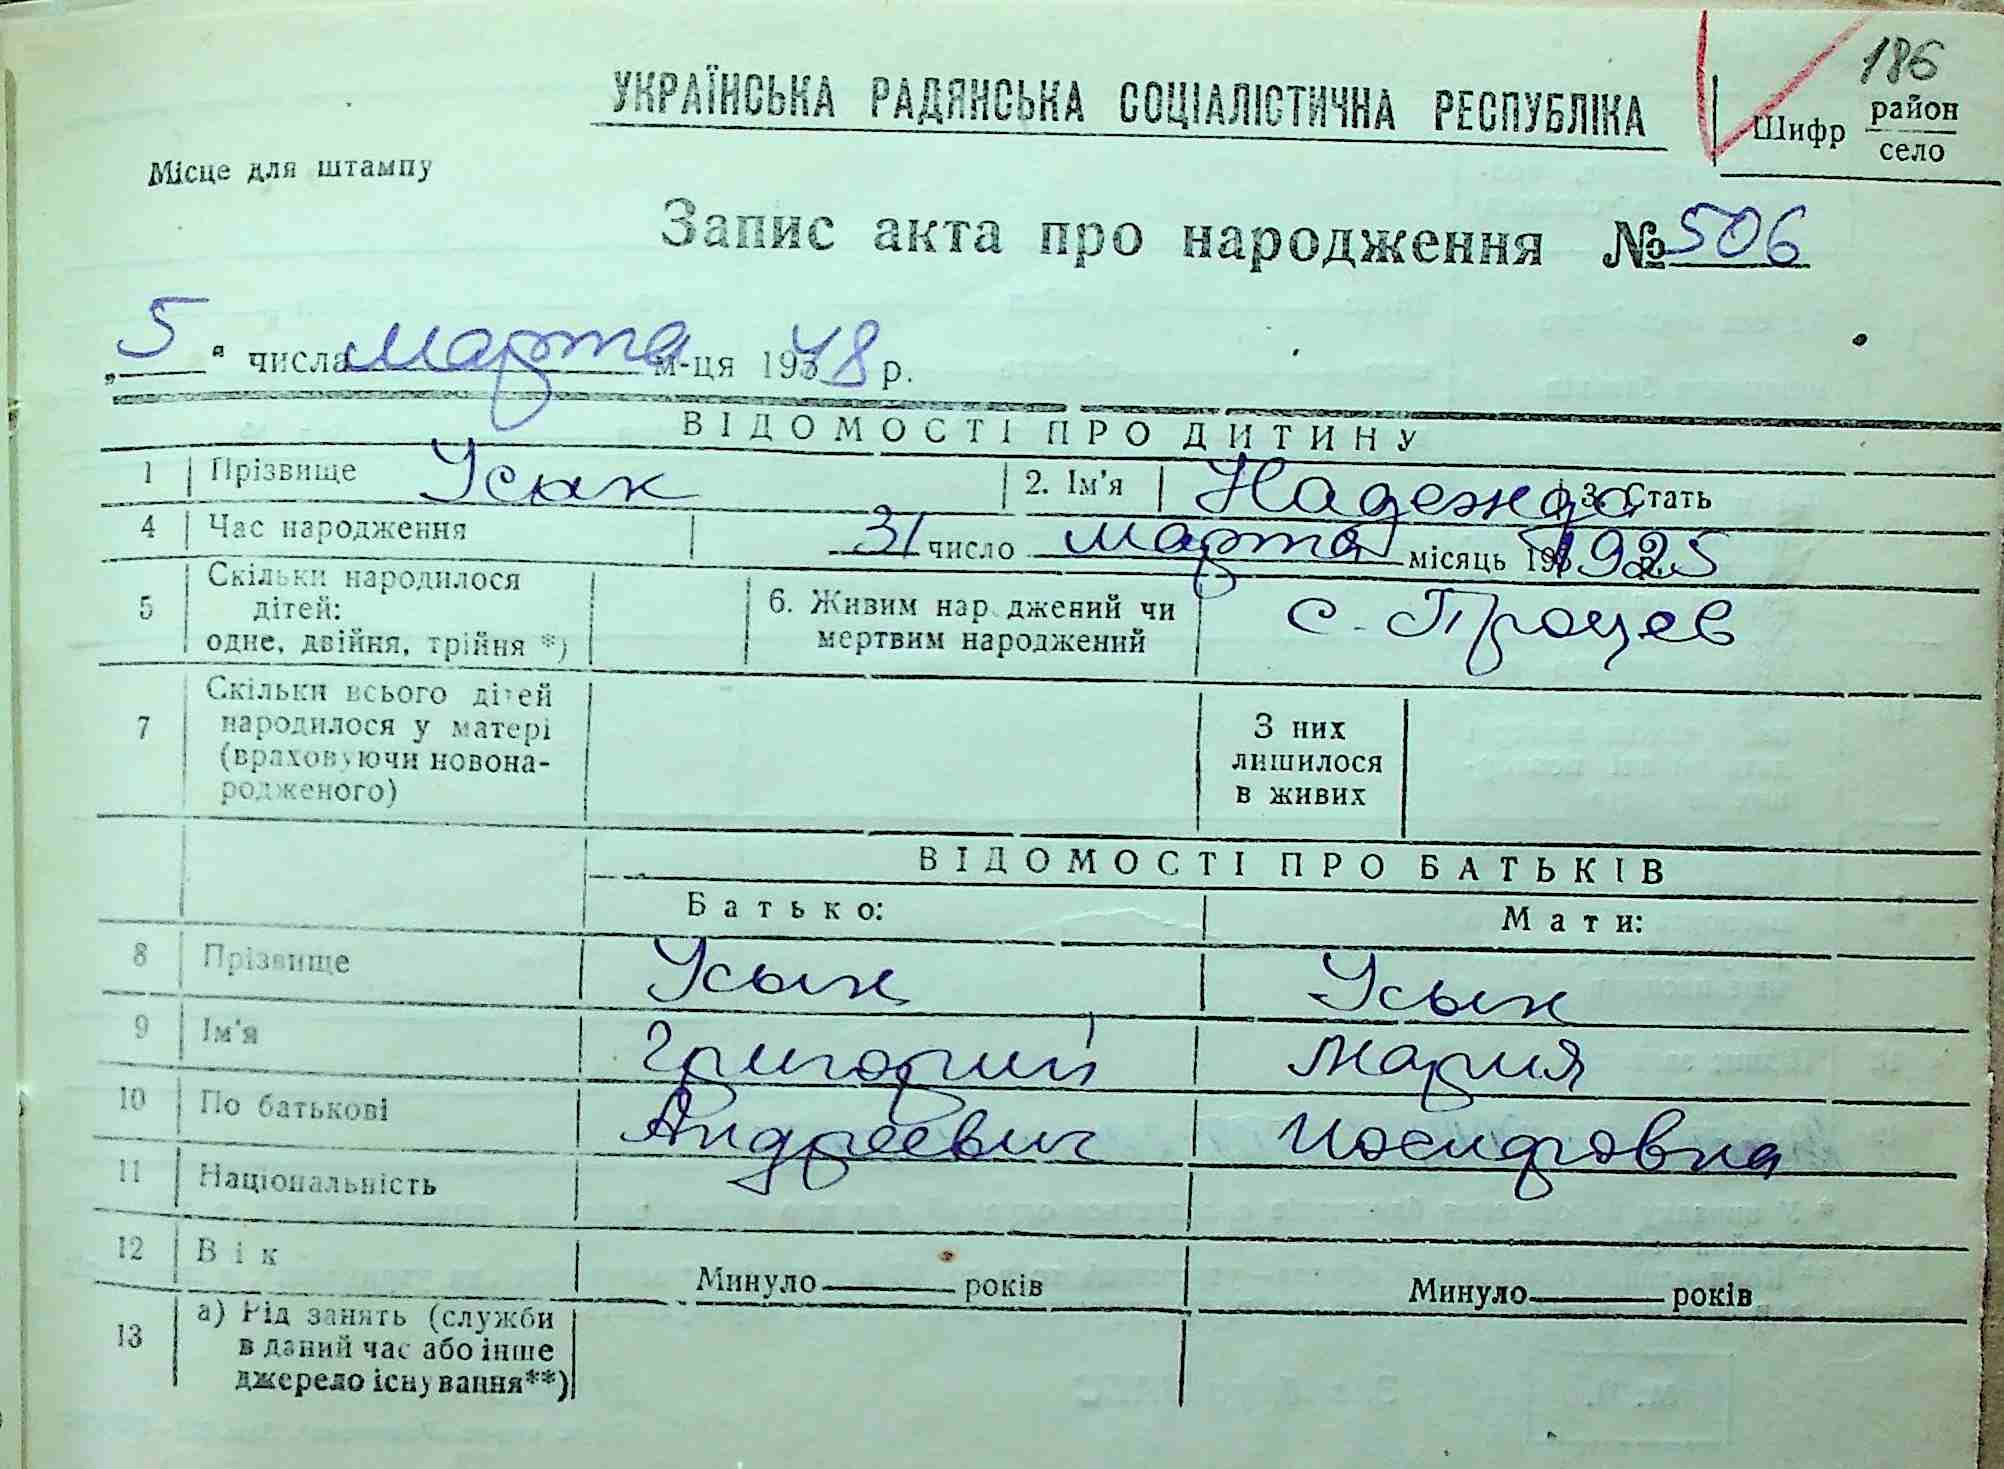 186
УКРАЇНСЬКА РАДЯНСЬКА СОЦІАЛІСТИЧНА РЕСПУБЛІКА
Шифр район
село
Місце для штампу
Запис акта про народження № 506
„5" числа марта м-ця 1948 р.
ВІДОМОСТІ ПРО ДИТИНУ
1 Прізвище Усык 2. Ім'я Надежда 3. Стать
4 Час народження 31 число марта місяць 1925
5 Скільки народилося дітей: одне, двійня, трійня *)
6. Живим народжений чи мертвим народжений с. Процев
7 Скільки всього дітей народилося у матері (враховуючи новонародженого)
З них лишилося в живих
ВІДОМОСТІ ПРО БАТЬКІВ
Батько: Мати:
8 Прізвище Усык Усык
9 Ім'я Григорий Мария
10 По батькові Андреевич Иосифовна
11 Національність
12 Вік Минуло років Минуло років
13 а) Рід занять (служби
в даний час або інше
джерело існування**)